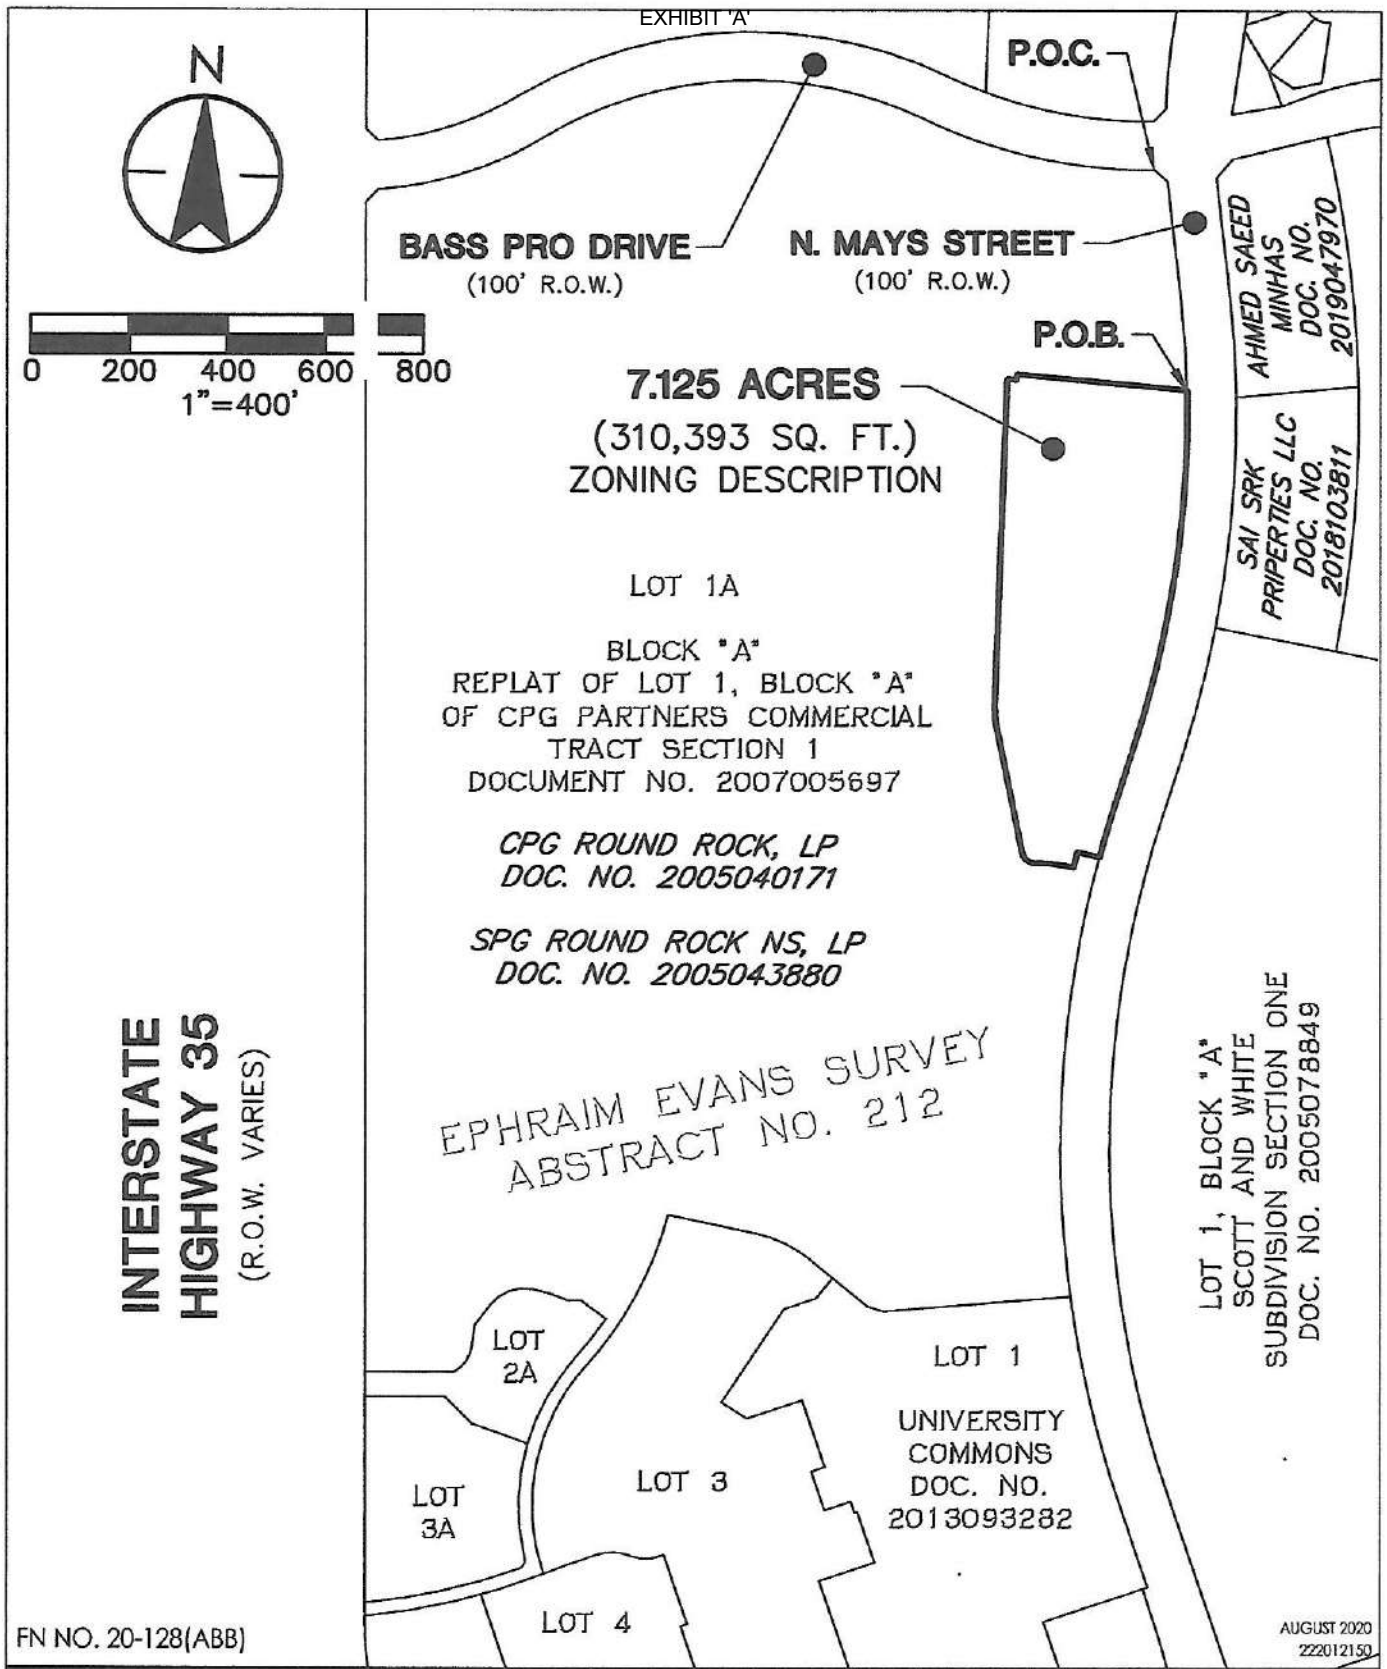 EXHIBIT 'A'
N
P.O.C.
BASS PRO DRIVE
(100' R.O.W.)
N. MAYS STREET
(100' R.O.W.)
AHMED SAEED
MINHAS
DOC. NO.
2019047970
0 200 400 600 800
1"=400'
P.O.B.
7.125 ACRES
(310,393 SQ. FT.)
ZONING DESCRIPTION
SAI SRK
PRIPERTIES LLC
DOC. NO.
2018103811
LOT 1A
BLOCK "A"
REPLAT OF LOT 1, BLOCK "A"
OF CPG PARTNERS COMMERCIAL
TRACT SECTION 1
DOCUMENT NO. 2007005697
CPG ROUND ROCK, LP
DOC. NO. 2005040171
SPG ROUND ROCK NS, LP
DOC. NO. 2005043880
INTERSTATE
HIGHWAY 35
(R.O.W. VARIES)
EPHRAIM EVANS SURVEY
ABSTRACT NO. 212
LOT 1, BLOCK "A"
SCOTT AND WHITE
SUBDIVISION SECTION ONE
DOC. NO. 2005078849
LOT
2A
LOT 1
UNIVERSITY
COMMONS
DOC. NO.
2013093282
LOT 3
LOT
3A
LOT 4
FN NO. 20-128(ABB)
AUGUST 2020
222012150